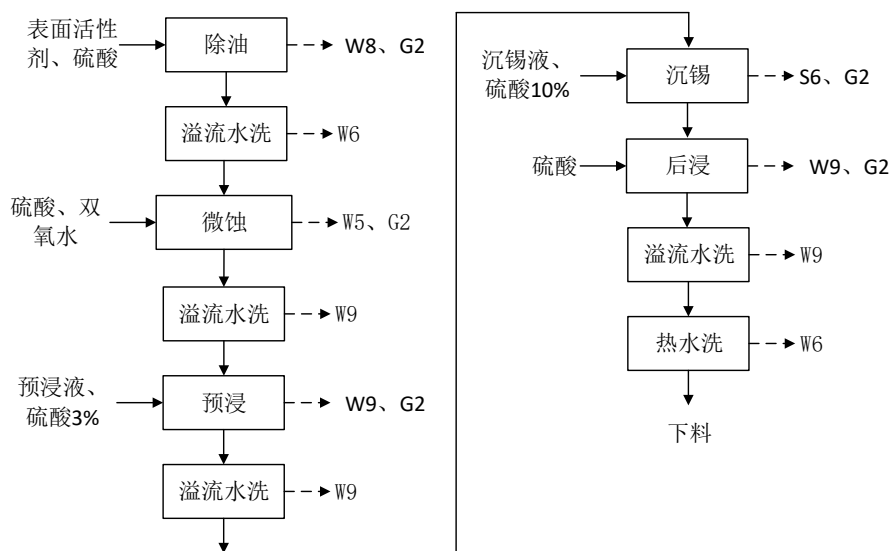 表面活性
剂、硫酸
除油
W8、G2
溢流水洗
W6
硫酸、双
氧水
微蚀
W5、G2
溢流水洗
W9
预浸液、
硫酸3%
预浸
W9、G2
溢流水洗
W9
沉锡液、
硫酸10%
沉锡
S6、G2
硫酸
后浸
W9、G2
溢流水洗
W9
热水洗
W6
下料